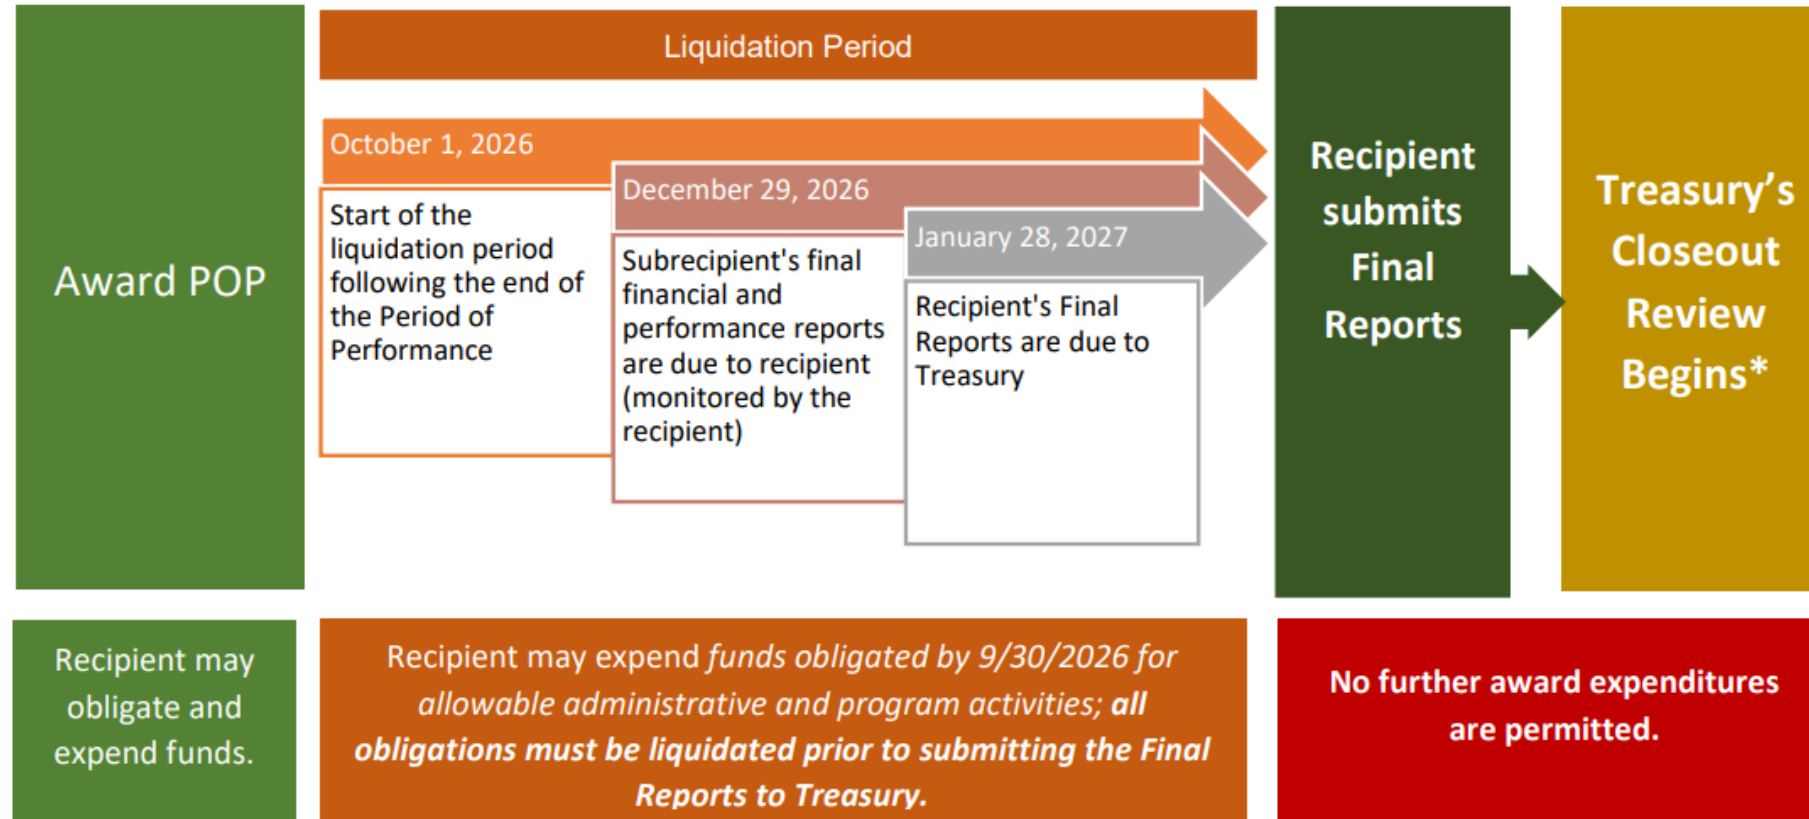 Award POP
Liquidation Period
October 1, 2026
Start of the
liquidation period
following the end of
the Period of
Performance
December 29, 2026
Subrecipient's final
financial and
performance reports
are due to recipient
(monitored by the
recipient)
January 28, 2027
Recipient's Final
Reports are due to
Treasury
Recipient
submits
Final
Reports
Treasury’s
Closeout
Review
Begins*
Recipient may
obligate and
expend funds.
Recipient may expend funds obligated by 9/30/2026 for
allowable administrative and program activities; all
obligations must be liquidated prior to submitting the Final
Reports to Treasury.
No further award expenditures
are permitted.